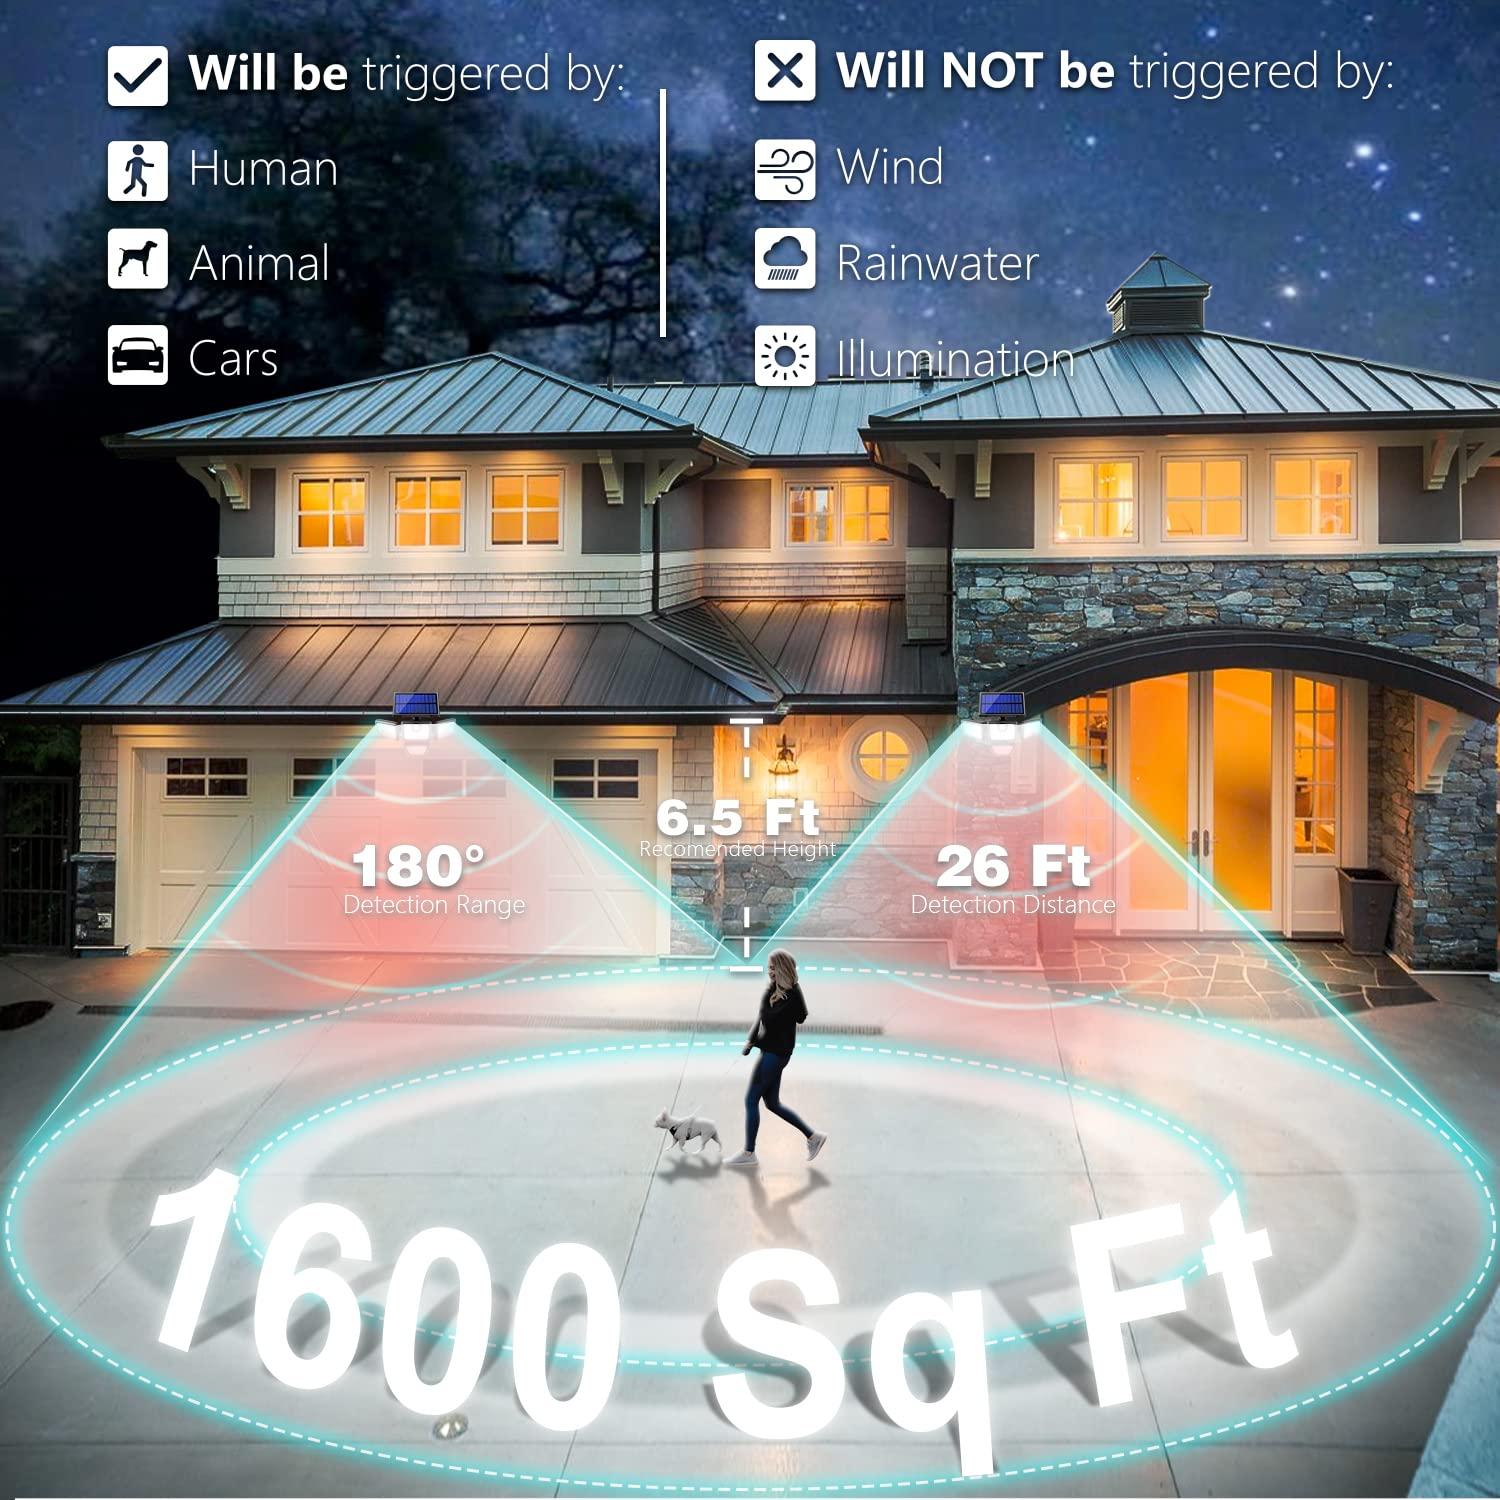 Will be triggered by:
Human
Animal
Cars
Will NOT be triggered by:
Wind
Rainwater
Illumination
6.5 Ft
Recomended Height
180°
Detection Range
26 Ft
Detection Distance
1600 Sq Ft